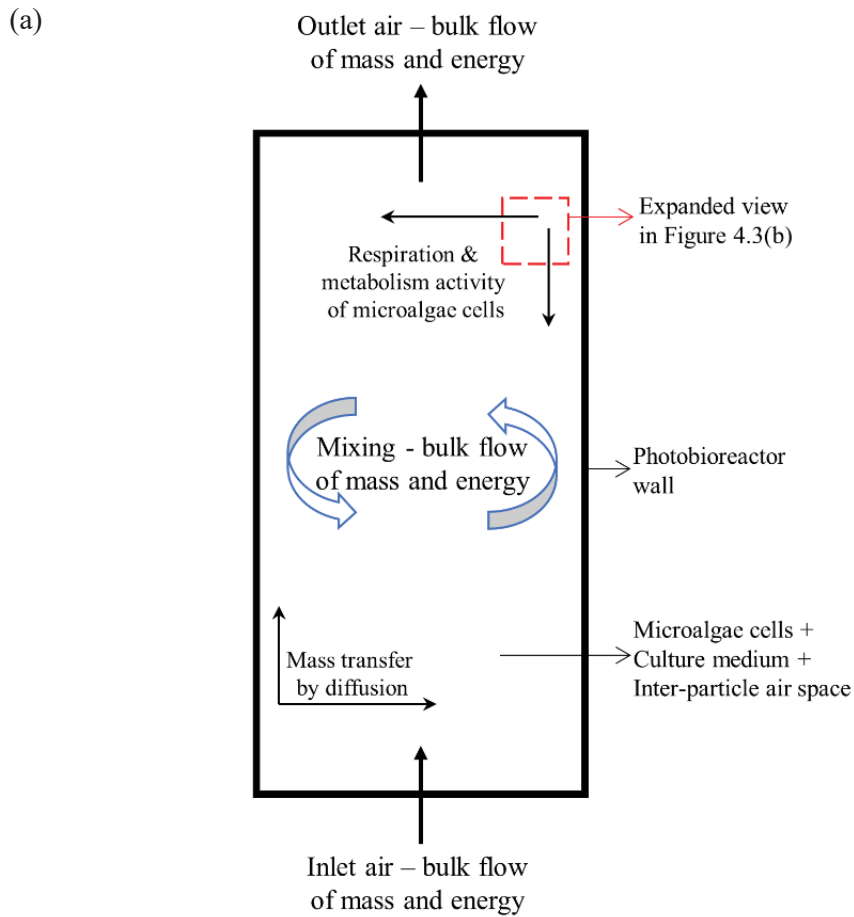 (a)
Outlet air – bulk flow
of mass and energy
Expanded view
in Figure 4.3(b)
Respiration &
metabolism activity
of microalgae cells
Mixing - bulk flow
of mass and energy
Photobioreactor
wall
Microalgae cells +
Culture medium +
Inter-particle air space
Mass transfer
by diffusion
Inlet air – bulk flow
of mass and energy